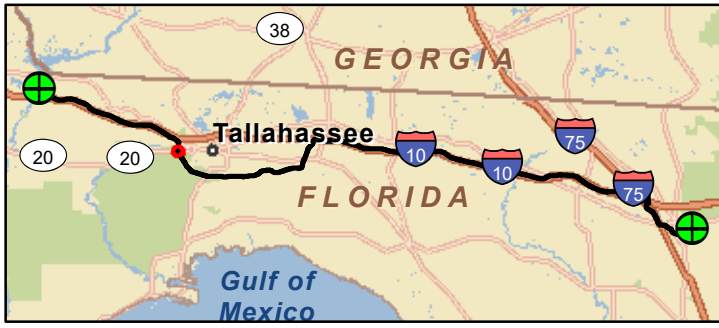 38
GEORGIA
Tallahassee
75
10
20
20
10
FLORIDA
75
Gulf of
Mexico